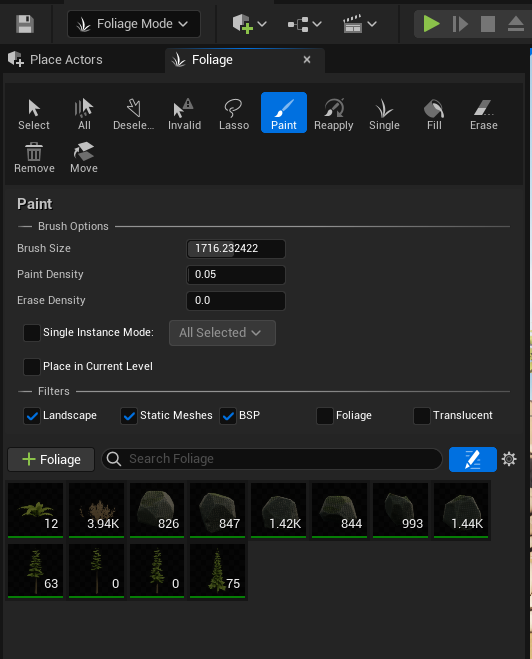 Foliage Mode
Place Actors
Foliage
Select
All
Desele...
Invalid
Lasso
Paint
Reapply
Single
Fill
Erase
Remove
Move
Paint
Brush Options
Brush Size
1716.232422
Paint Density
0.05
Erase Density
0.0
Single Instance Mode:
All Selected
Place in Current Level
Filters
Landscape
Static Meshes
BSP
Foliage
Translucent
+ Foliage
Search Foliage
12
3.94K
826
847
1.42K
844
993
1.44K
63
0
0
75